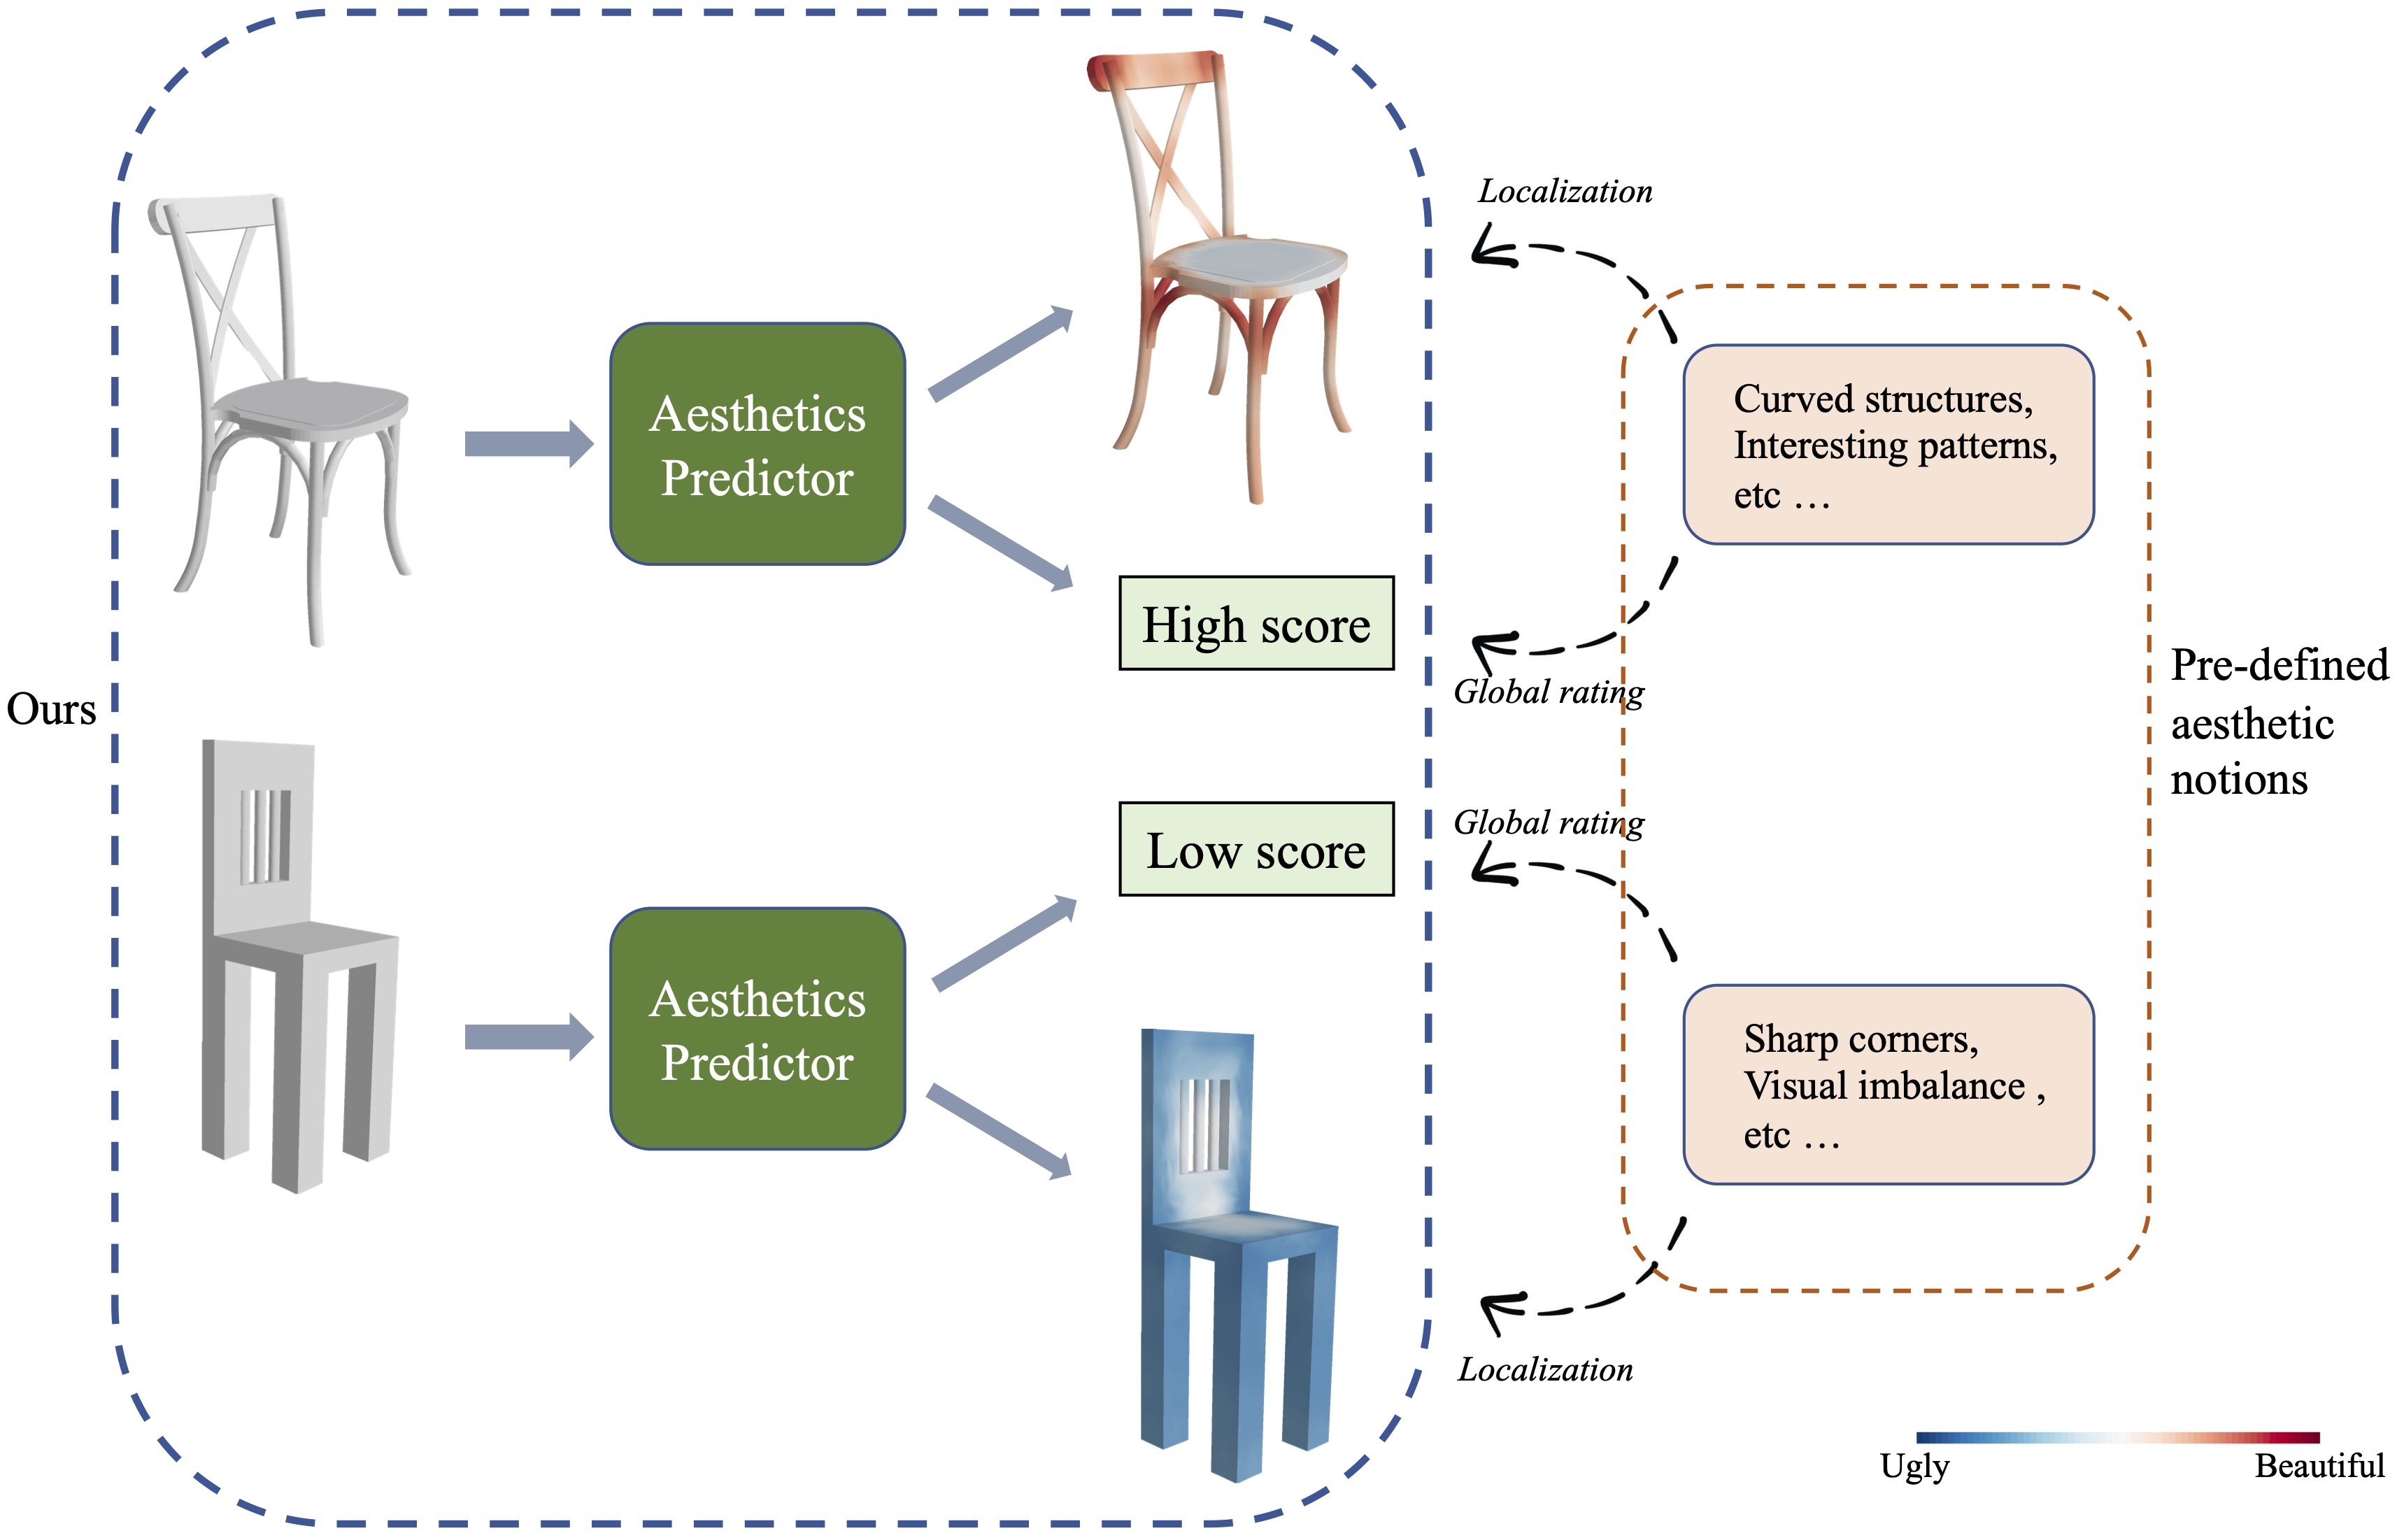 Localization
Curved structures,
Interesting patterns,
etc …
Aesthetics
Predictor
High score
Global rating
Ours
Pre-defined
aesthetic
notions
Global rating
Low score
Aesthetics
Predictor
Sharp corners,
Visual imbalance ,
etc …
Localization
Ugly
Beautiful